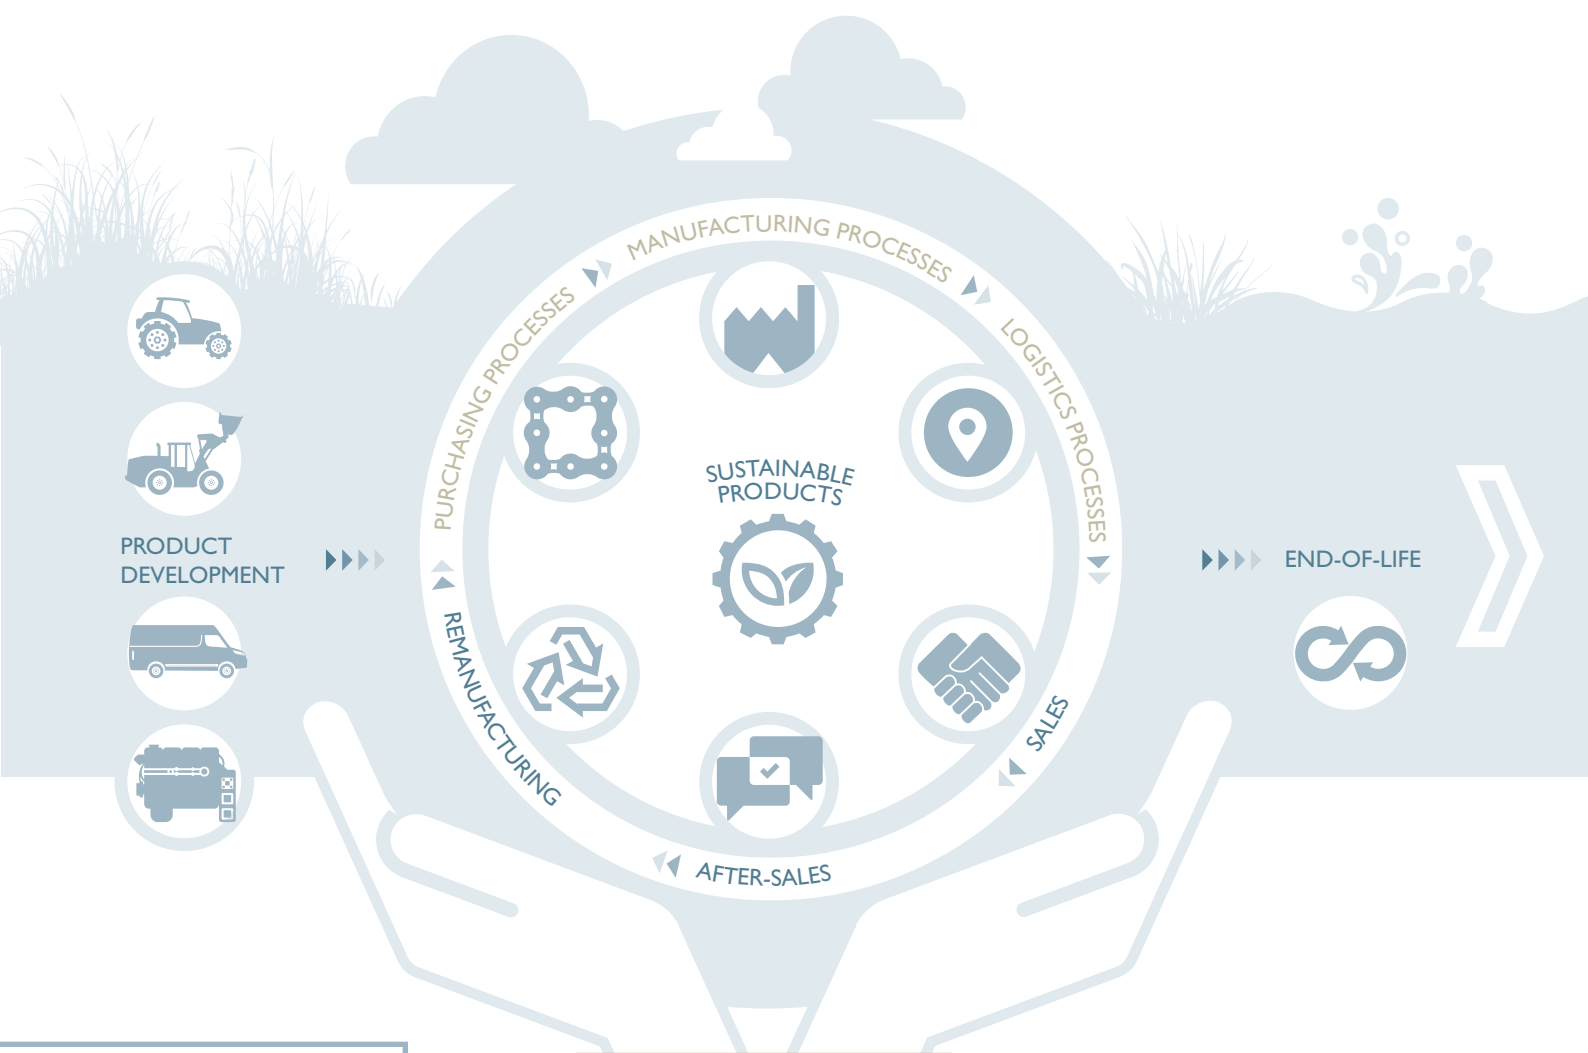 MANUFACTURING PROCESSES
PURCHASING PROCESSES
LOGISTICS PROCESSES
SUSTAINABLE
PRODUCTS
PRODUCT
DEVELOPMENT
END-OF-LIFE
REMANUFACTURING
SALES
AFTER-SALES